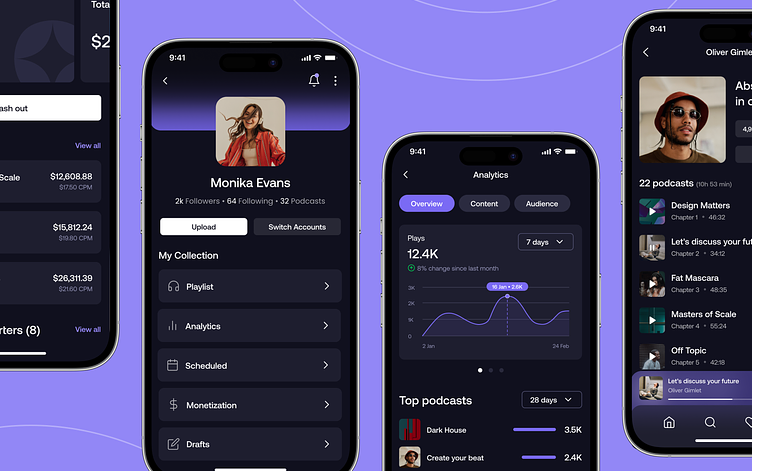 Tota
$2
ash out
View all
Scale
$12,608.88
$17.50 CPM
$15,812.24
$19.80 CPM
$26,311.39
$21.60 CPM
rters (8)
View all
9:41
Monika Evans
2k Followers • 64 Following • 32 Podcasts
Upload
Switch Accounts
My Collection
Playlist
Analytics
Scheduled
Monetization
Drafts
9:41
Analytics
Overview
Content
Audience
Plays
12.4K
8% change since last month
7 days
16 Jan • 2.6K
3K
2K
1K
0
2 Jan
24 Feb
Top podcasts
28 days
Dark House
3.5K
Create your beat
2.4K
9:41
Oliver Gimlet
Abs
in c
4,9
22 podcasts (10h 53 min)
Design Matters
Chapter 1 • 46:32
Let's discuss your fut
Chapter 2 • 34:12
Fat Mascara
Chapter 3 • 48:35
Masters of Scale
Chapter 4 • 55:24
Off Topic
Chapter 5 • 42:18
Let's discuss your future
Oliver Gimlet